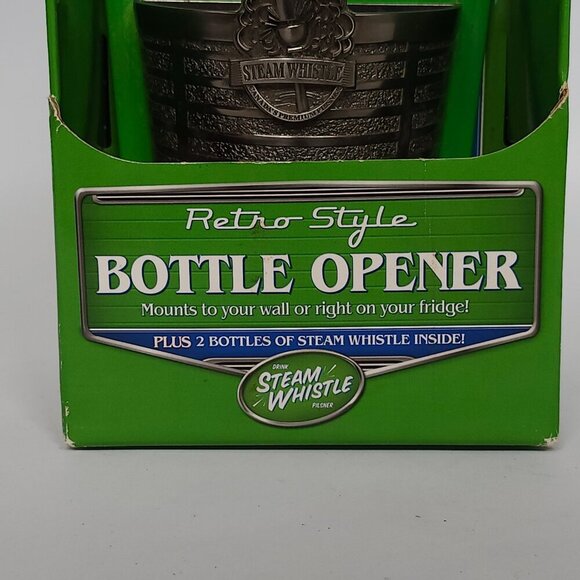 STEAM WHISTLE
Retro Style
BOTTLE OPENER
Mounts to your wall or right on your fridge!
PLUS 2 BOTTLES OF STEAM WHISTLE INSIDE!
DRINK
STEAM
WHISTLE
PILSNER